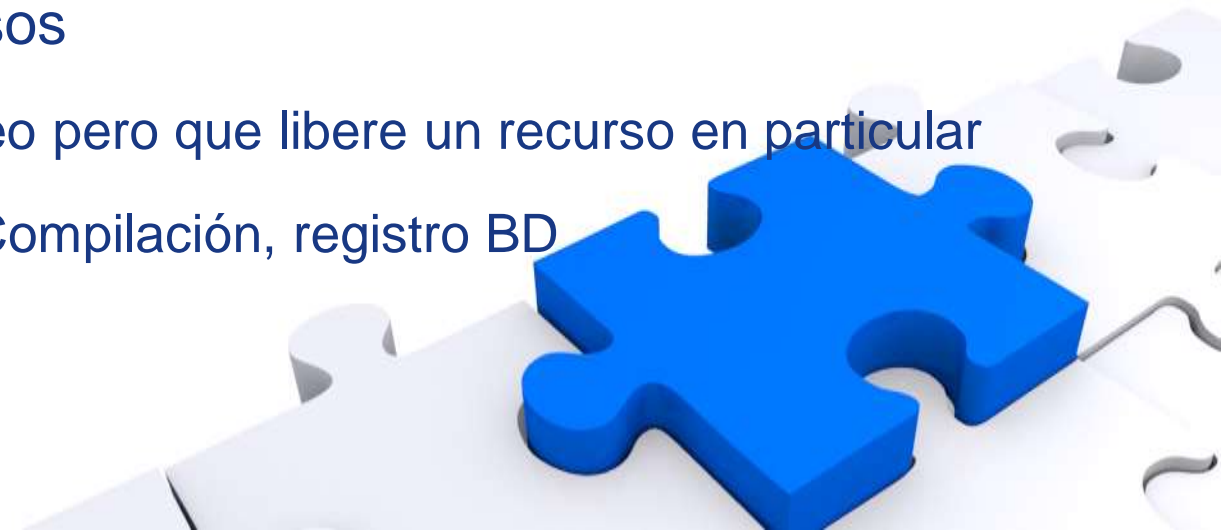 sos
eo pero que libere un recurso en particular
Compilación, registro BD